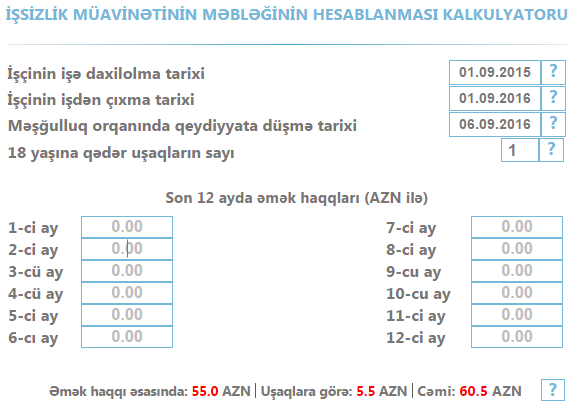 İŞSİZLİK MÜAVİNƏTİNİN MƏBLƏĞİNİN HESABLANMASI KALKULYATORU
İşçinin işə daxilolma tarixi 01.09.2015 ?
İşçinin işdən çıxma tarixi 01.09.2016 ?
Məşğulluq orqanında qeydiyyata düşmə tarixi 06.09.2016 ?
18 yaşına qədər uşaqların sayı 1 ?
Son 12 ayda əmək haqqları (AZN ilə)
1-ci ay 0.00 7-ci ay 0.00
2-ci ay 0.00 8-ci ay 0.00
3-cü ay 0.00 9-cu ay 0.00
4-cü ay 0.00 10-cu ay 0.00
5-ci ay 0.00 11-ci ay 0.00
6-cı ay 0.00 12-ci ay 0.00
Əmək haqqı əsasında: 55.0 AZN | Uşaqlara görə: 5.5 AZN | Cəmi: 60.5 AZN ?